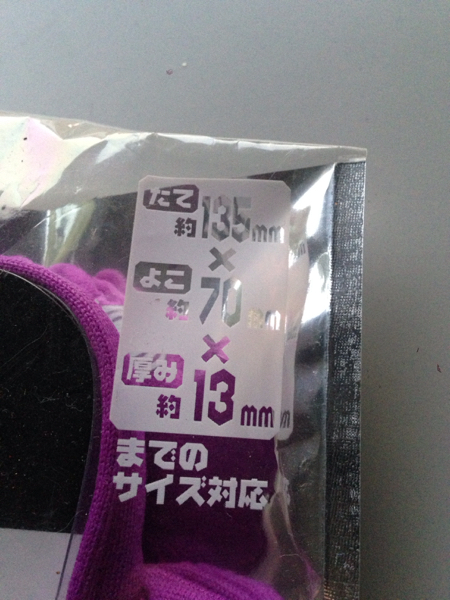 たて
約135mm
×
よこ
約70mm
×
厚み
約13mm
までの
サイズ対応